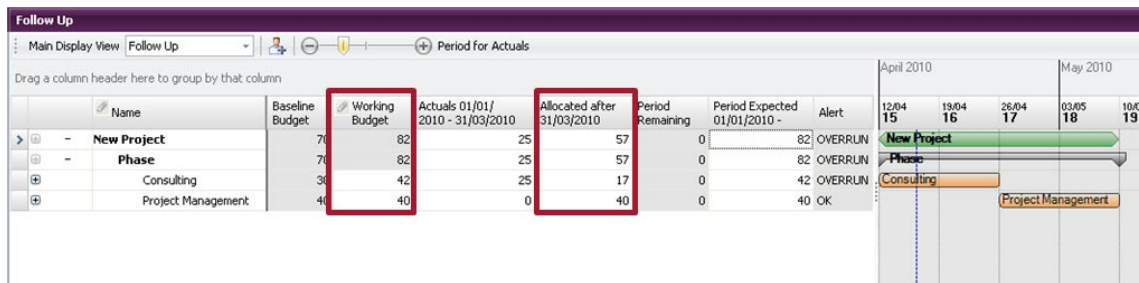 Follow Up
Main Display View Follow Up Period for Actuals
Drag a column header here to group by that column
April 2010 May 2010
Name Baseline Budget Working Budget Actuals 01/01/2010 - 31/03/2010 Allocated after 31/03/2010 Period Remaining Period Expected 01/01/2010 - Alert 12/04 15 19/04 16 26/04 17 03/05 18 19
New Project 70 82 25 57 0 82 OVERRUN New Project
Phase 70 82 25 57 0 82 OVERRUN Phase
Consulting 30 42 25 17 0 42 OVERRUN Consulting
Project Management 40 40 0 40 0 40 OK Project Management